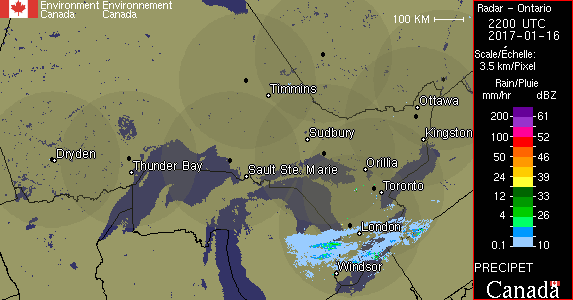 Environment Environnement
Canada Canada
100 KM
Timmins
Ottawa
Sudbury
Kingston
Dryden
Thunder Bay
Sault Ste. Marie
Orillia
Toronto
London
Windsor
Radar - Ontario
2200 UTC
2017-01-16
Scale/Échelle:
3.5 km/Pixel
Rain/Pluie
mm/hr dBZ
200 61
100 52
50 46
24 39
12 33
4 26
0.1 10
PRECIPET
Canada